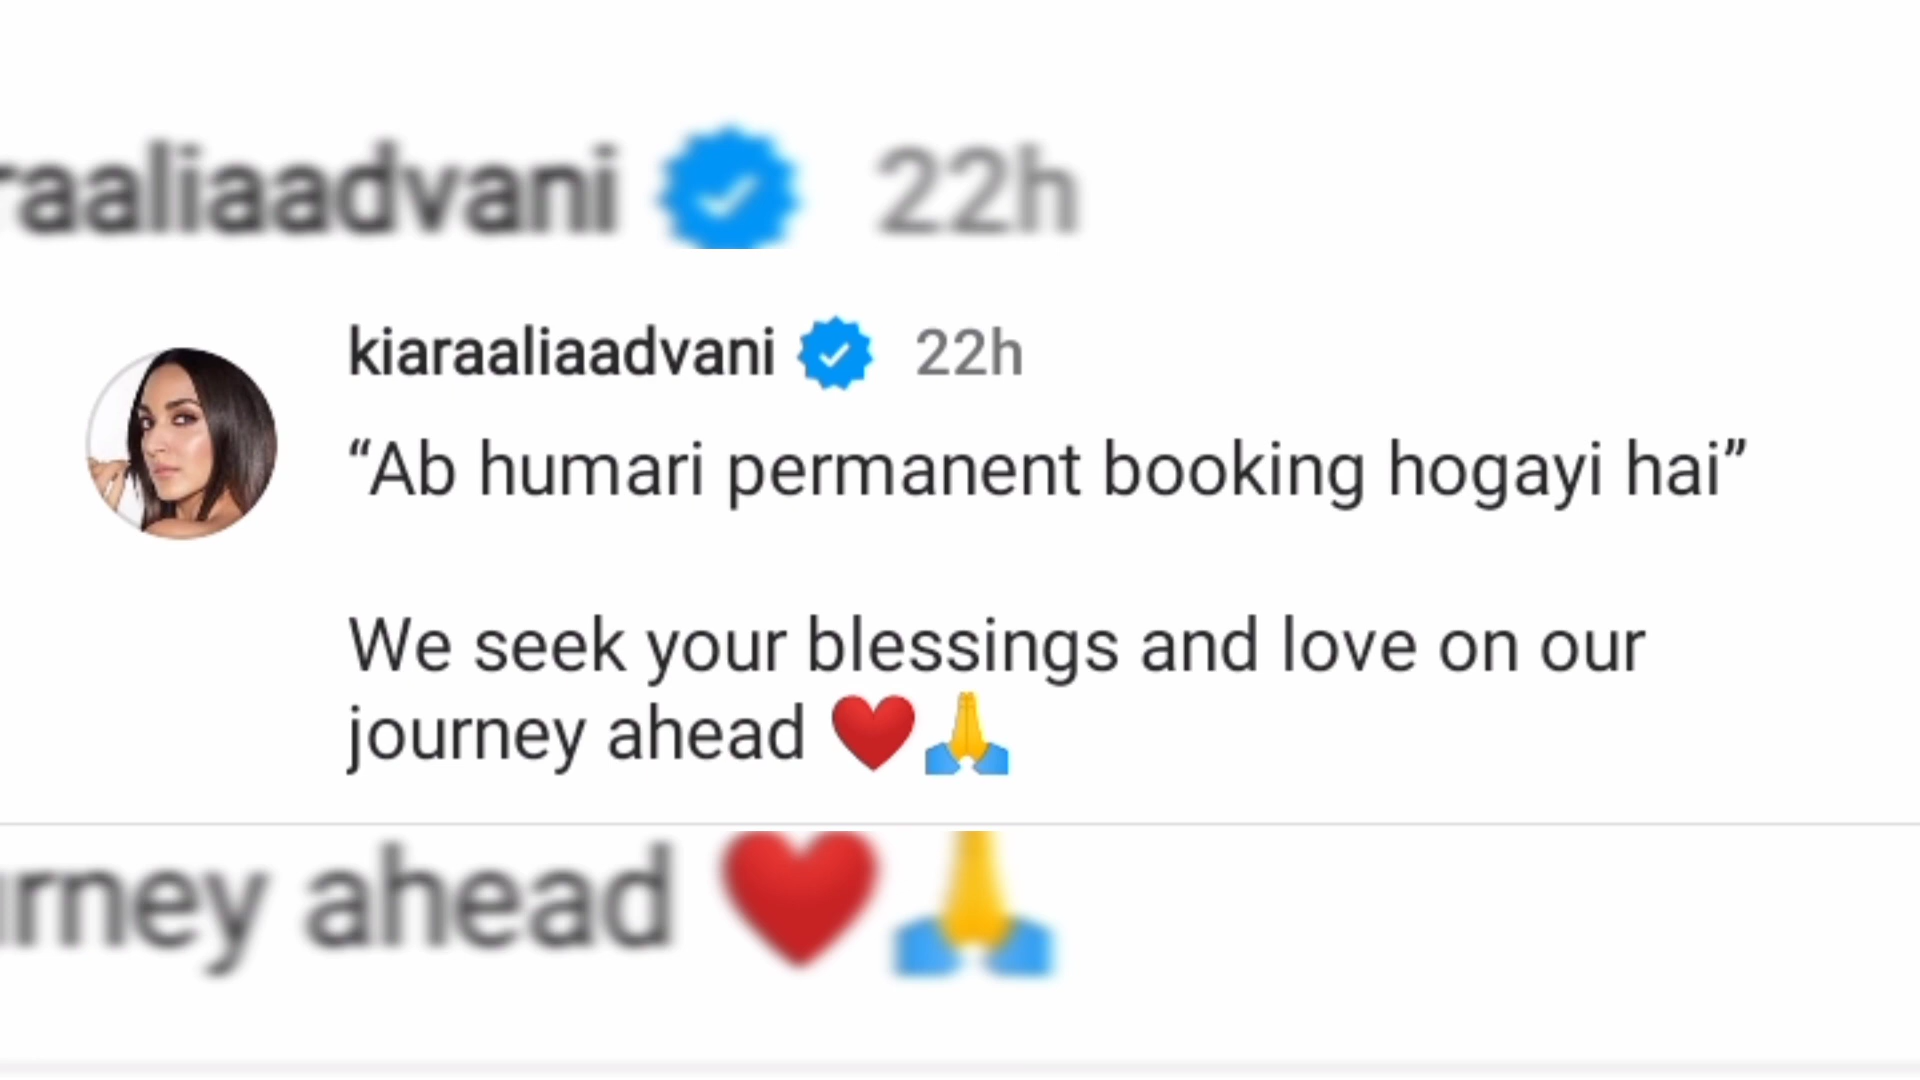 raaliaadvani 22h
kiaraaliaadvani 22h
“Ab humari permanent booking hogayi hai”
We seek your blessings and love on our
journey ahead ❤️🙏
rney ahead ❤️🙏